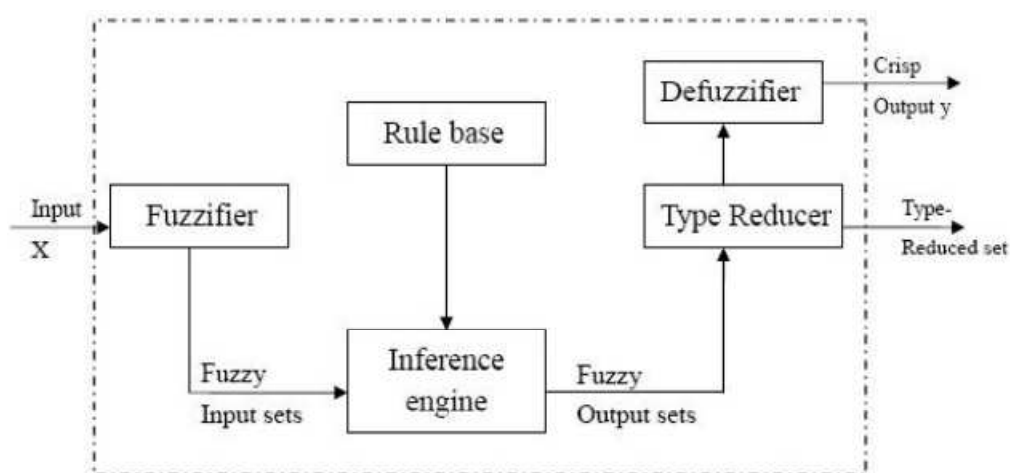 Crisp
Output y
Defuzzifier
Rule base
Input
X
Fuzzifier
Type Reducer
Type-
Reduced set
Fuzzy
Input sets
Inference
engine
Fuzzy
Output sets